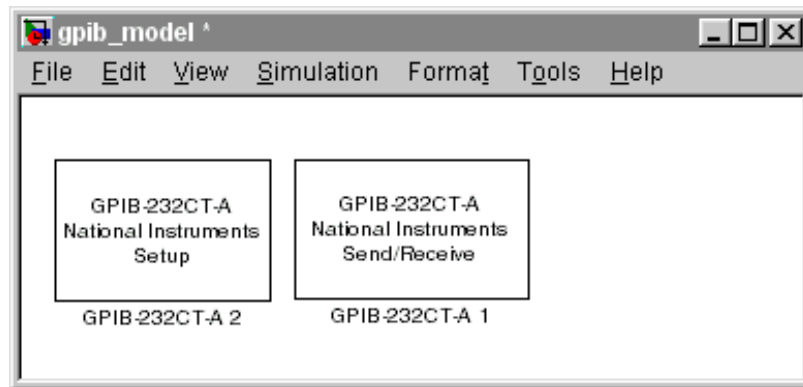 gpib_model *
File Edit View Simulation Format Tools Help
GPIB-232CT-A
National Instruments
Setup
GPIB-232CT-A 2
GPIB-232CT-A
National Instruments
Send/Receive
GPIB-232CT-A 1